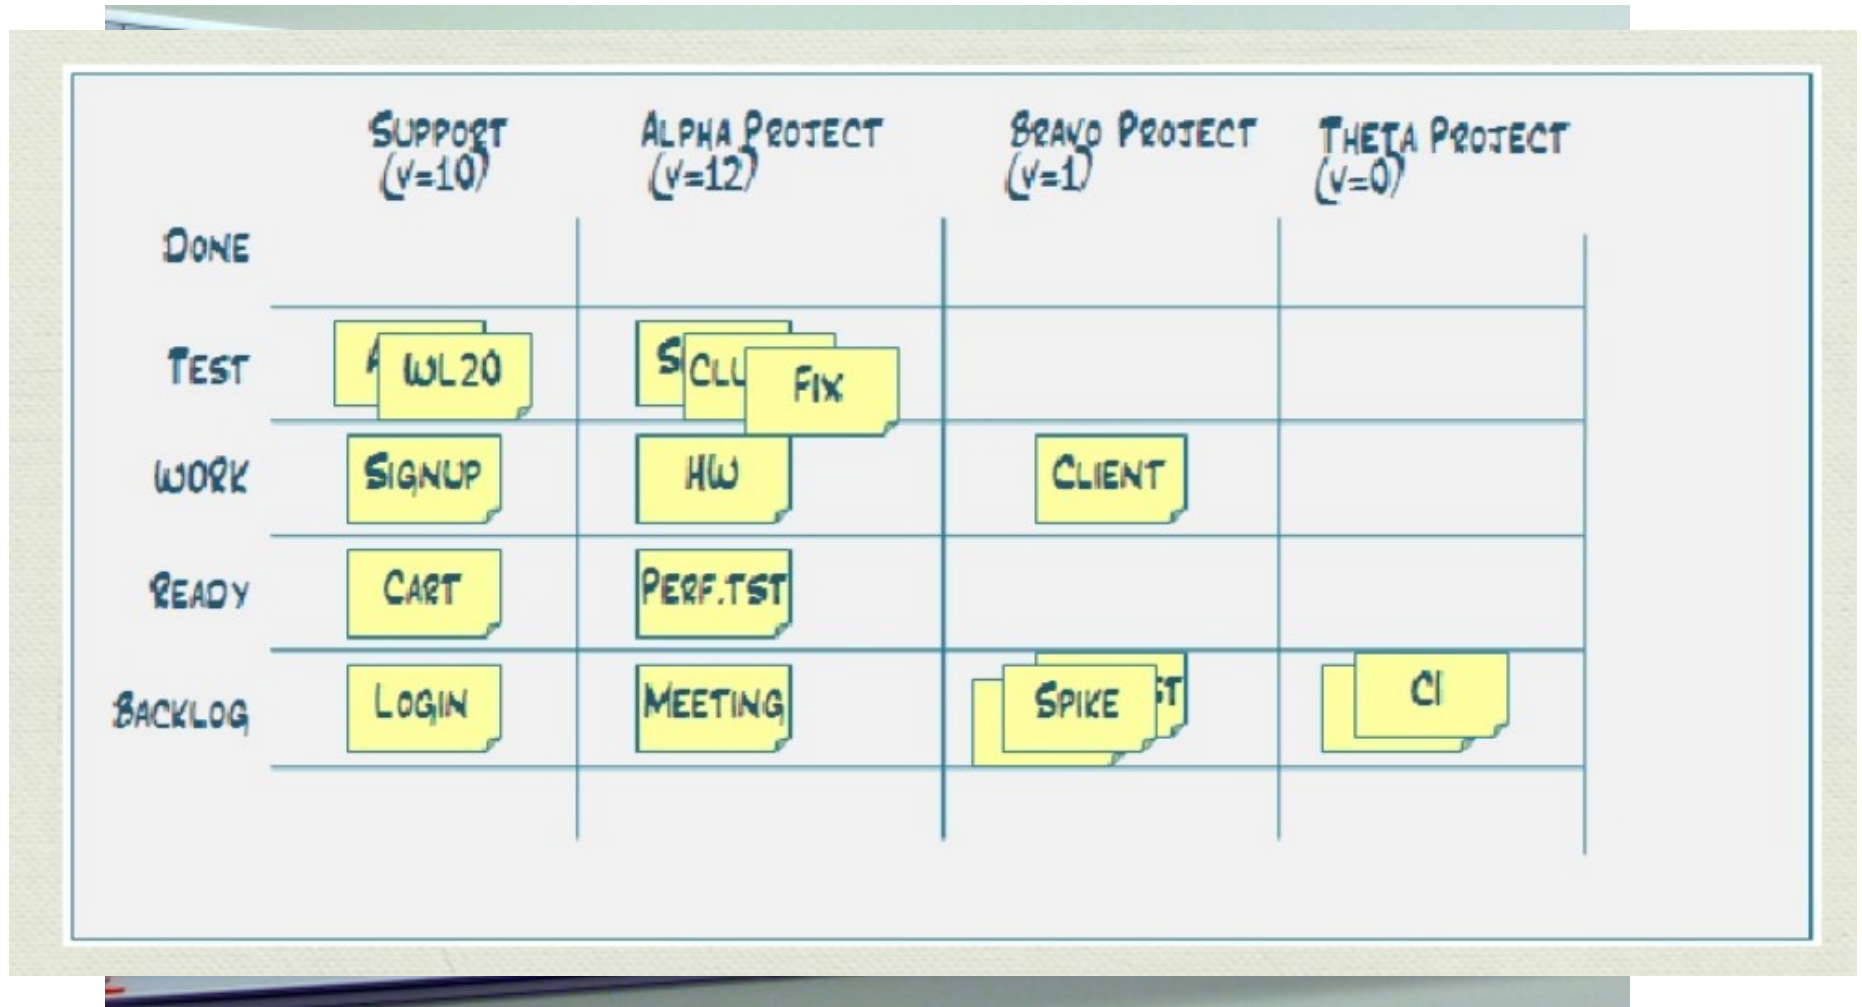 SUPPORT ALPHA PROJECT BRAVO PROJECT THETA PROJECT
(V=10) (V=12) (V=1) (V=0)
DONE
TEST WL20 FIX
WORK SIGNUP HW CLIENT
READY CART PERF.TST
BACKLOG LOGIN MEETING SPIKE CI